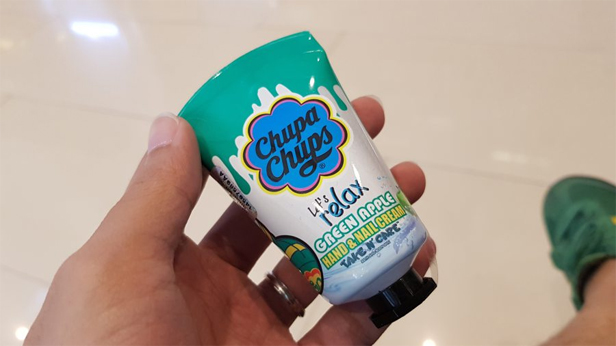 Chupa
Chups
Let's
relax
GREEN APPLE
HAND & NAIL CREAM
TAKE N' CARE